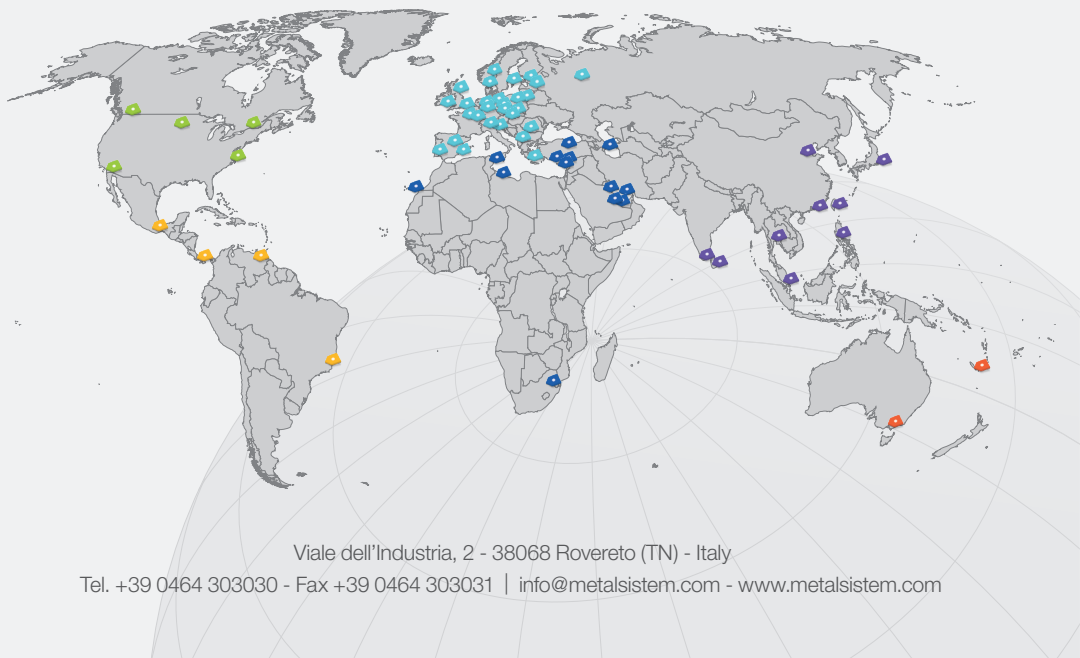 Viale dell'Industria, 2 - 38068 Rovereto (TN) - Italy
Tel. +39 0464 303030 - Fax +39 0464 303031 | info@metalsistem.com - www.metalsistem.com